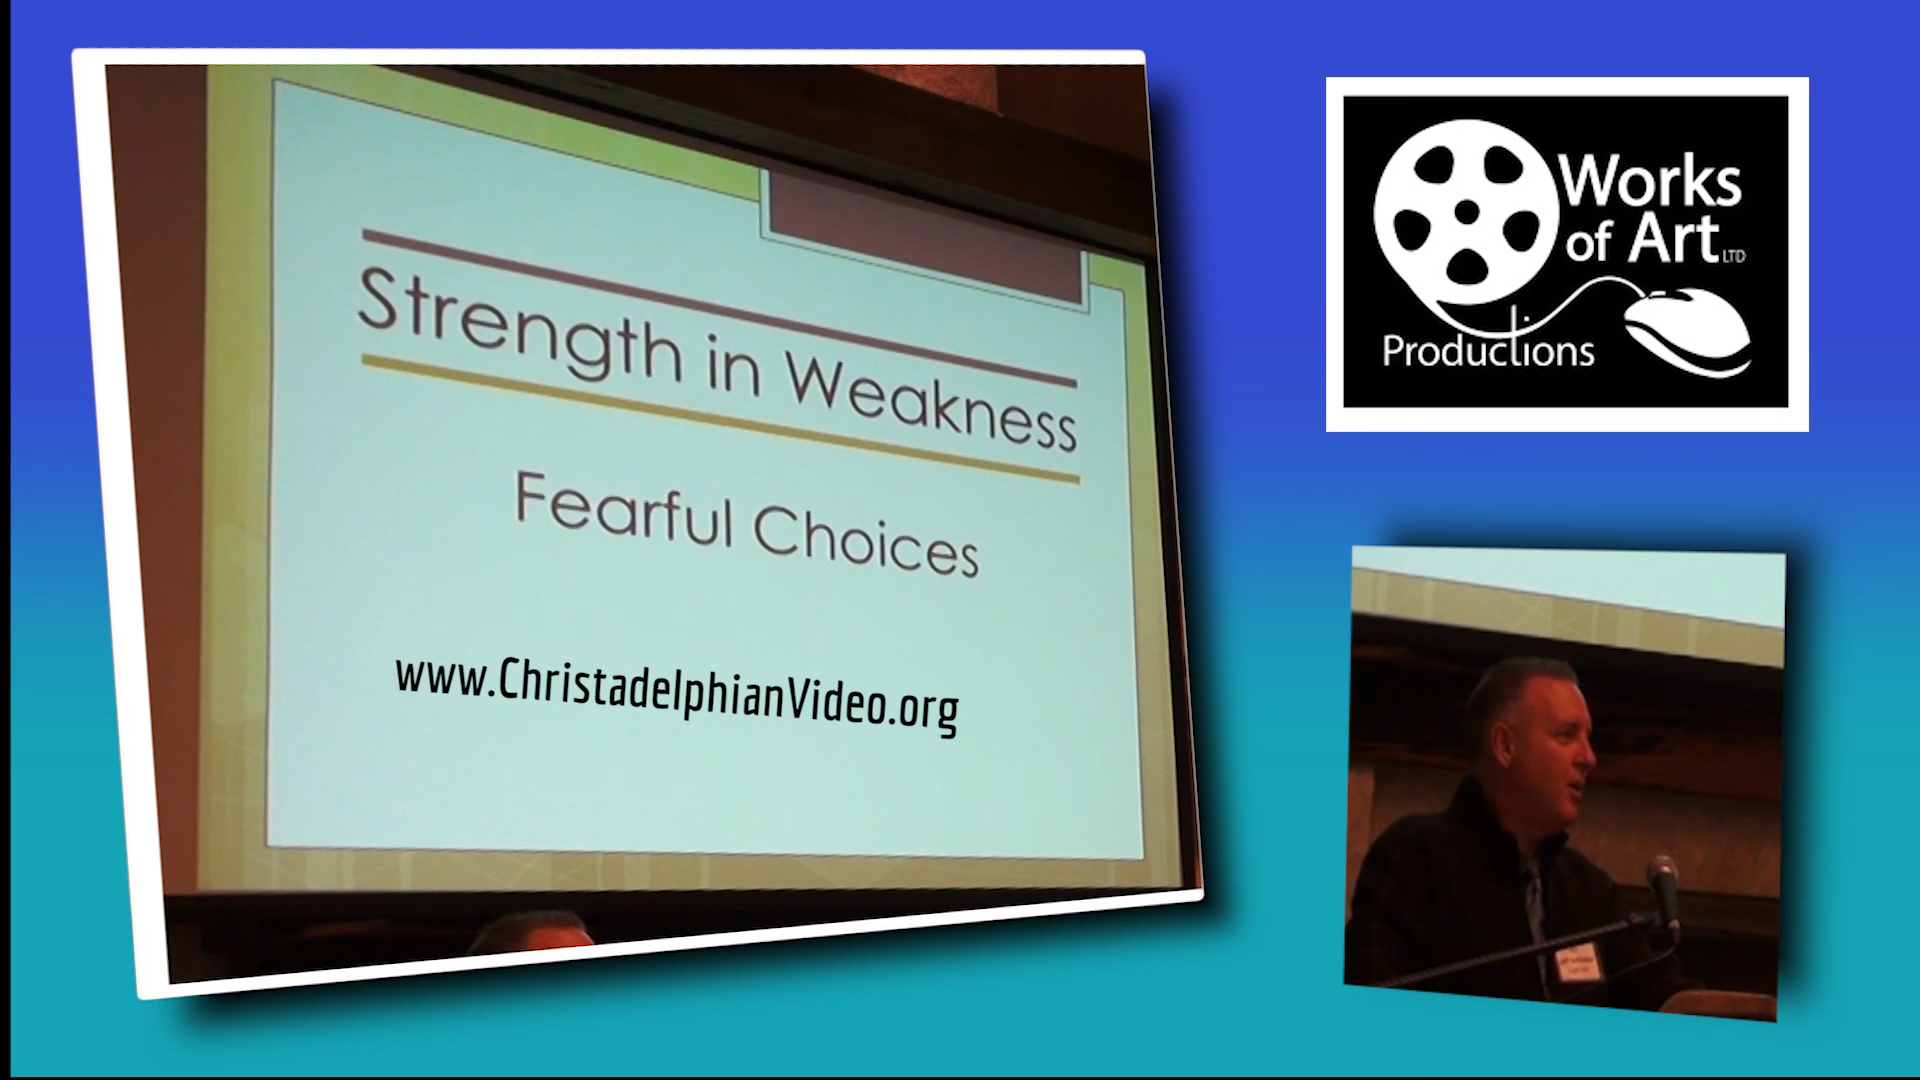 Strength in Weakness
Fearful Choices
www.ChristadelphianVideo.org
Works
of Art LTD
Productions